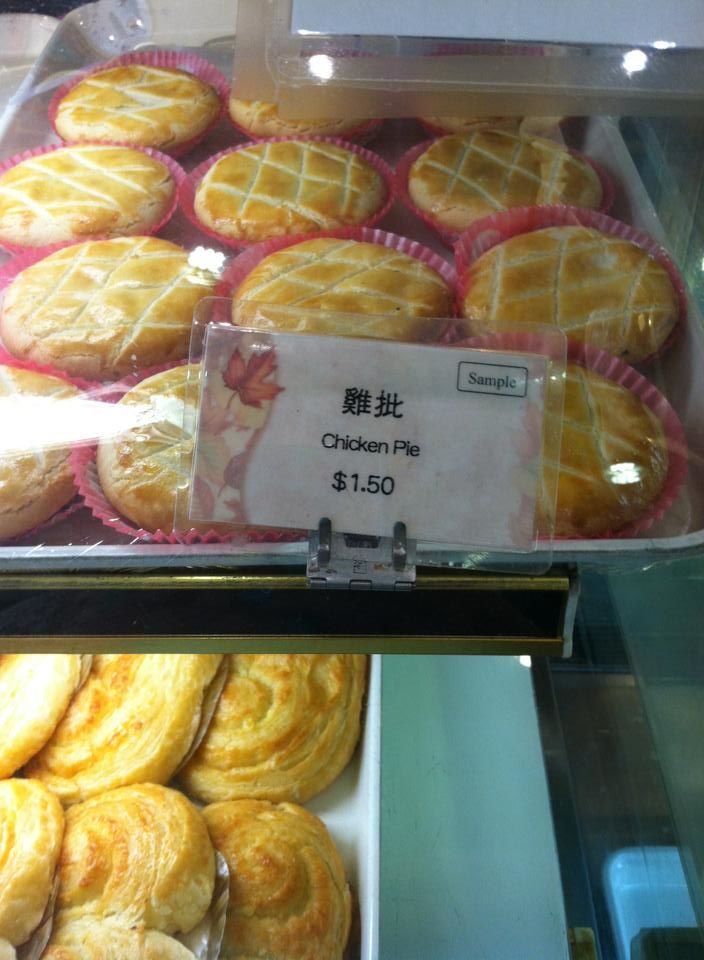 Sample
雞批
Chicken Pie
$1.50